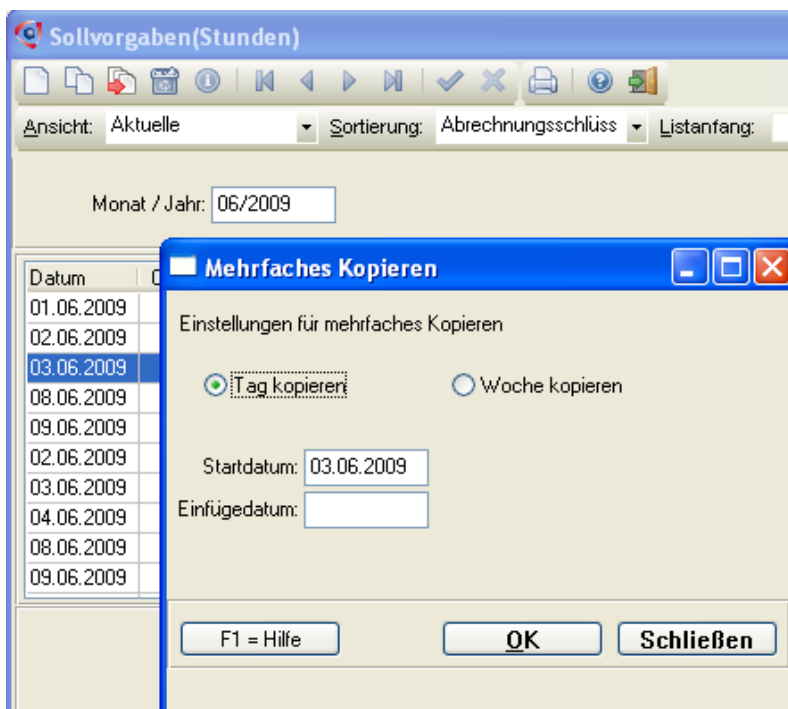 Sollvorgaben(Stunden)
Ansicht: Aktuelle Sortierung: Abrechnungsschlüss Listanfang:
Monat / Jahr: 06/2009
Datum
01.06.2009
02.06.2009
03.06.2009
08.06.2009
09.06.2009
02.06.2009
03.06.2009
04.06.2009
08.06.2009
09.06.2009
Mehrfaches Kopieren
Einstellungen für mehrfaches Kopieren
Tag kopieren Woche kopieren
Startdatum: 03.06.2009
Einfügedatum:
F1 = Hilfe OK Schließen